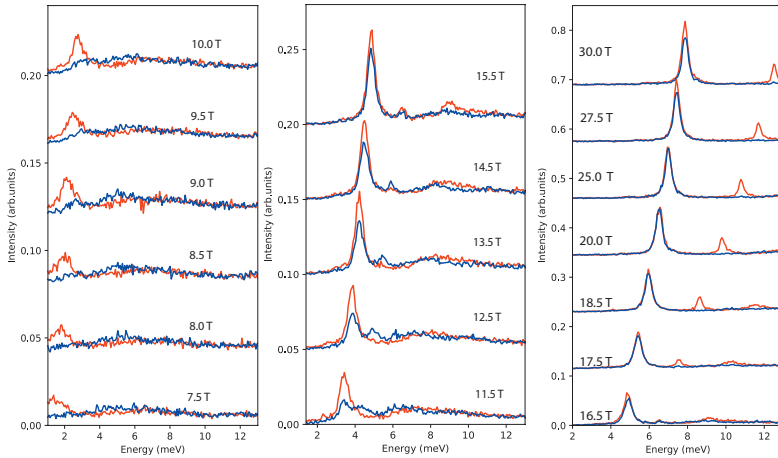 Intensity (arb.units)
0.20
0.15
0.10
0.05
0.00
10.0 T
9.5 T
9.0 T
8.5 T
8.0 T
7.5 T
2 4 6 8 10 12
Energy (meV)
Intensity (arb.units)
0.25
0.20
0.15
0.10
0.05
0.00
15.5 T
14.5 T
13.5 T
12.5 T
11.5 T
2 4 6 8 10 12
Energy (meV)
Intensity (arb.units)
0.8
0.7
0.6
0.5
0.4
0.3
0.2
0.1
0.0
30.0 T
27.5 T
25.0 T
20.0 T
18.5 T
17.5 T
16.5 T
2 4 6 8 10 12
Energy (meV)